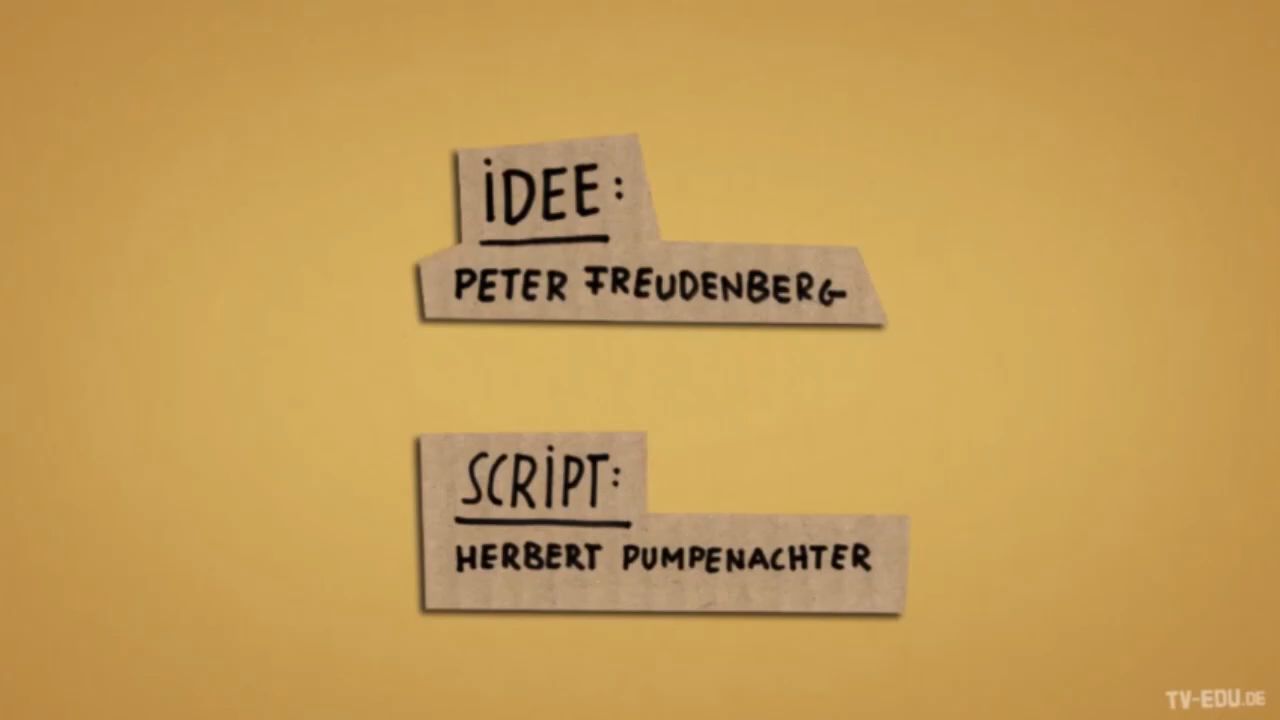 iDEE:
PETER FREUDENBERG
SCRiPT:
HERBERT PUMPENACHTER
TV-EDU.DE